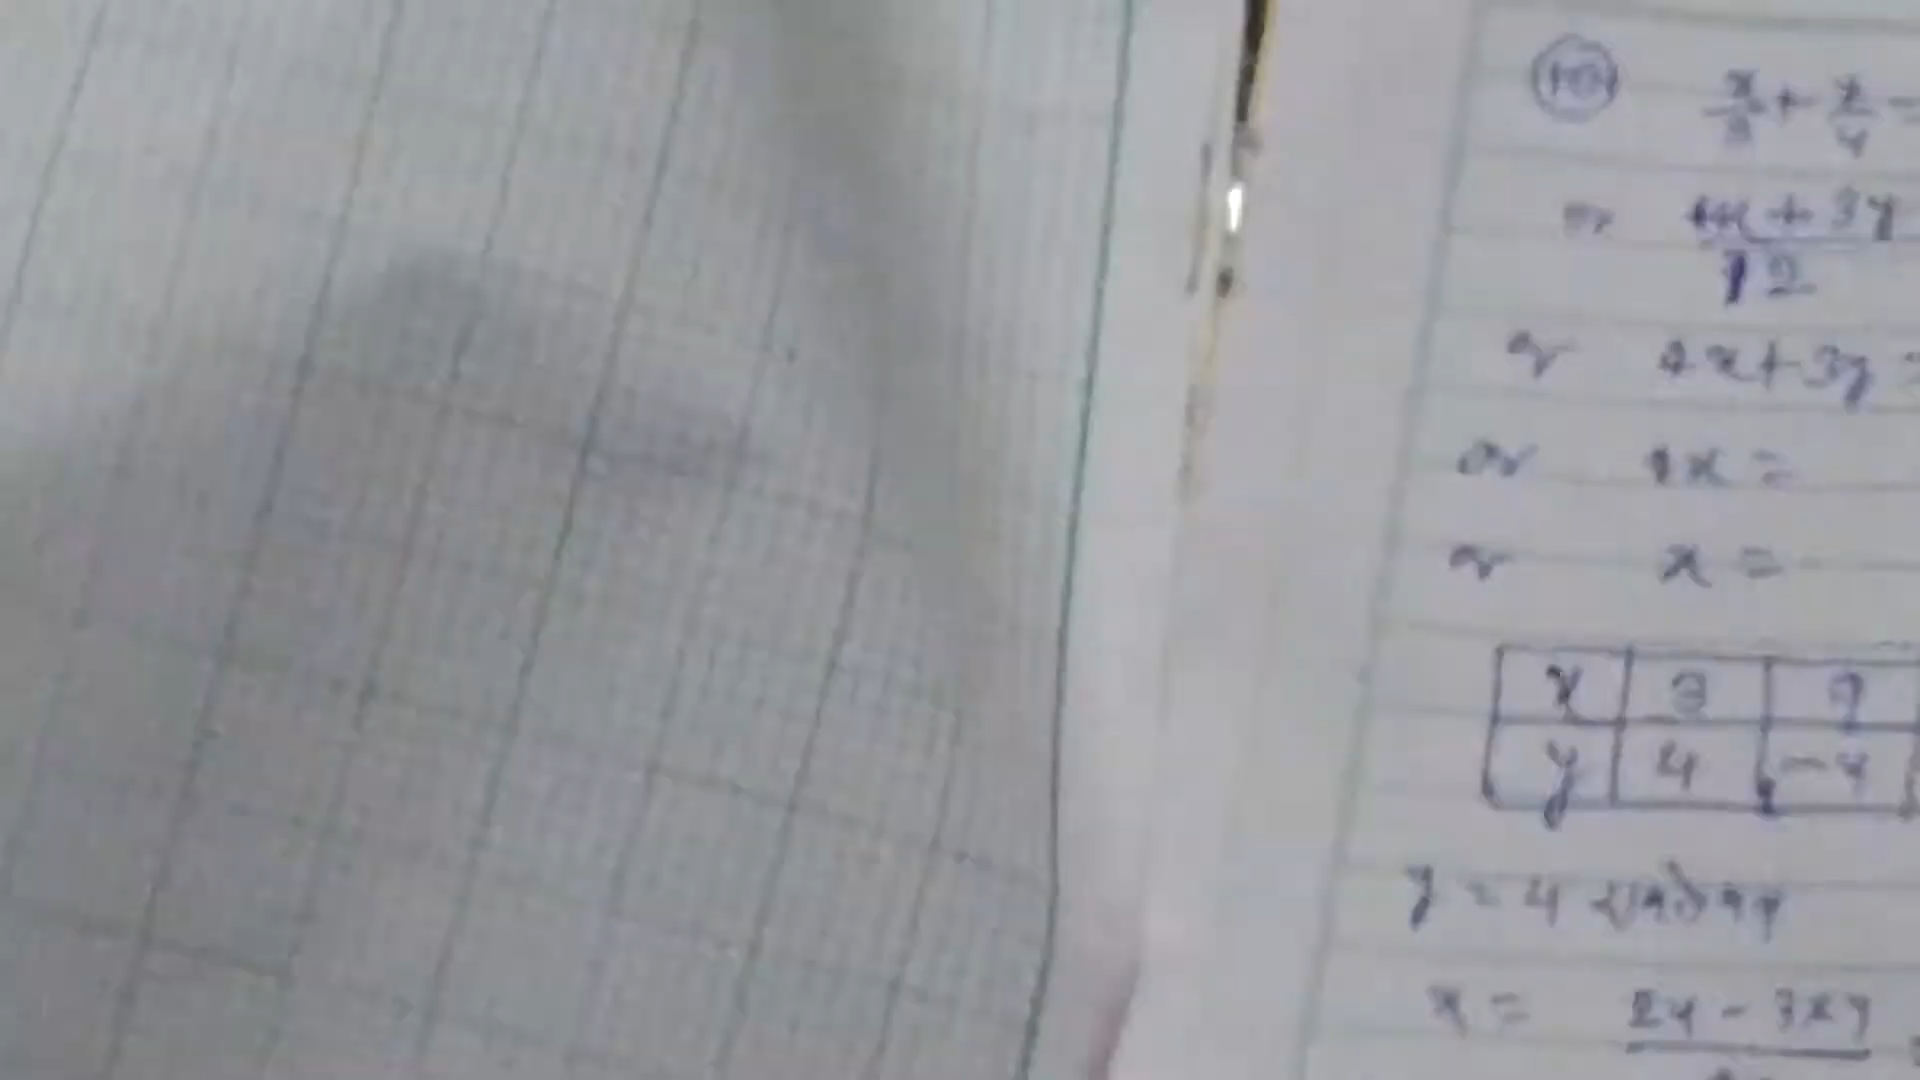 x/3 + y/4 =
or 4x + 3y / 12
or 4x + 3y =
or 4x =
or x =
x 3 9
y 4 -4
y = 4
x = 24 - 3×4